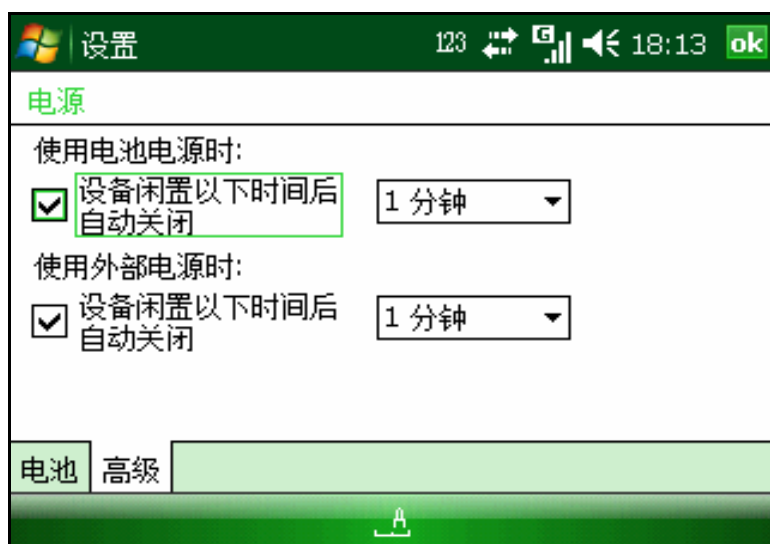 设置 123 G 18:13 ok
电源
使用电池电源时:
设备闲置以下时间后 1 分钟
自动关闭
使用外部电源时:
设备闲置以下时间后 1 分钟
自动关闭
电池 高级
A